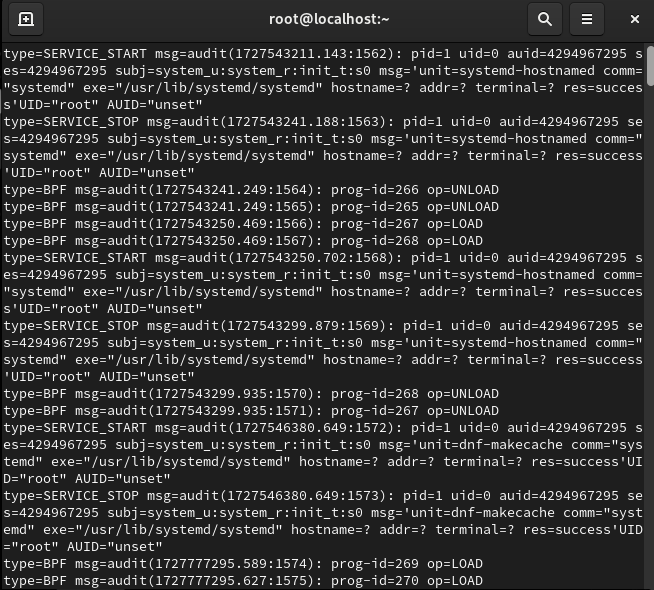 root@localhost:~
type=SERVICE_START msg=audit(1727543211.143:1562): pid=1 uid=0 auid=4294967295 s
es=4294967295 subj=system_u:system_r:init_t:s0 msg='unit=systemd-hostnamed comm=
"systemd" exe="/usr/lib/systemd/systemd" hostname=? addr=? terminal=? res=succes
s'UID="root" AUID="unset"
type=SERVICE_STOP msg=audit(1727543241.188:1563): pid=1 uid=0 auid=4294967295 se
s=4294967295 subj=system_u:system_r:init_t:s0 msg='unit=systemd-hostnamed comm="
systemd" exe="/usr/lib/systemd/systemd" hostname=? addr=? terminal=? res=success
'UID="root" AUID="unset"
type=BPF msg=audit(1727543241.249:1564): prog-id=266 op=UNLOAD
type=BPF msg=audit(1727543241.249:1565): prog-id=265 op=UNLOAD
type=BPF msg=audit(1727543250.469:1566): prog-id=267 op=LOAD
type=BPF msg=audit(1727543250.469:1567): prog-id=268 op=LOAD
type=SERVICE_START msg=audit(1727543250.702:1568): pid=1 uid=0 auid=4294967295 s
es=4294967295 subj=system_u:system_r:init_t:s0 msg='unit=systemd-hostnamed comm=
"systemd" exe="/usr/lib/systemd/systemd" hostname=? addr=? terminal=? res=succes
s'UID="root" AUID="unset"
type=SERVICE_STOP msg=audit(1727543299.879:1569): pid=1 uid=0 auid=4294967295 se
s=4294967295 subj=system_u:system_r:init_t:s0 msg='unit=systemd-hostnamed comm="
systemd" exe="/usr/lib/systemd/systemd" hostname=? addr=? terminal=? res=success
'UID="root" AUID="unset"
type=BPF msg=audit(1727543299.935:1570): prog-id=268 op=UNLOAD
type=BPF msg=audit(1727543299.935:1571): prog-id=267 op=UNLOAD
type=SERVICE_START msg=audit(1727546380.649:1572): pid=1 uid=0 auid=4294967295 s
es=4294967295 subj=system_u:system_r:init_t:s0 msg='unit=dnf-makecache comm="sys
temd" exe="/usr/lib/systemd/systemd" hostname=? addr=? terminal=? res=success'UI
D="root" AUID="unset"
type=SERVICE_STOP msg=audit(1727546380.649:1573): pid=1 uid=0 auid=4294967295 se
s=4294967295 subj=system_u:system_r:init_t:s0 msg='unit=dnf-makecache comm="syst
emd" exe="/usr/lib/systemd/systemd" hostname=? addr=? terminal=? res=success'UID
="root" AUID="unset"
type=BPF msg=audit(1727777295.589:1574): prog-id=269 op=LOAD
type=BPF msg=audit(1727777295.627:1575): prog-id=270 op=LOAD